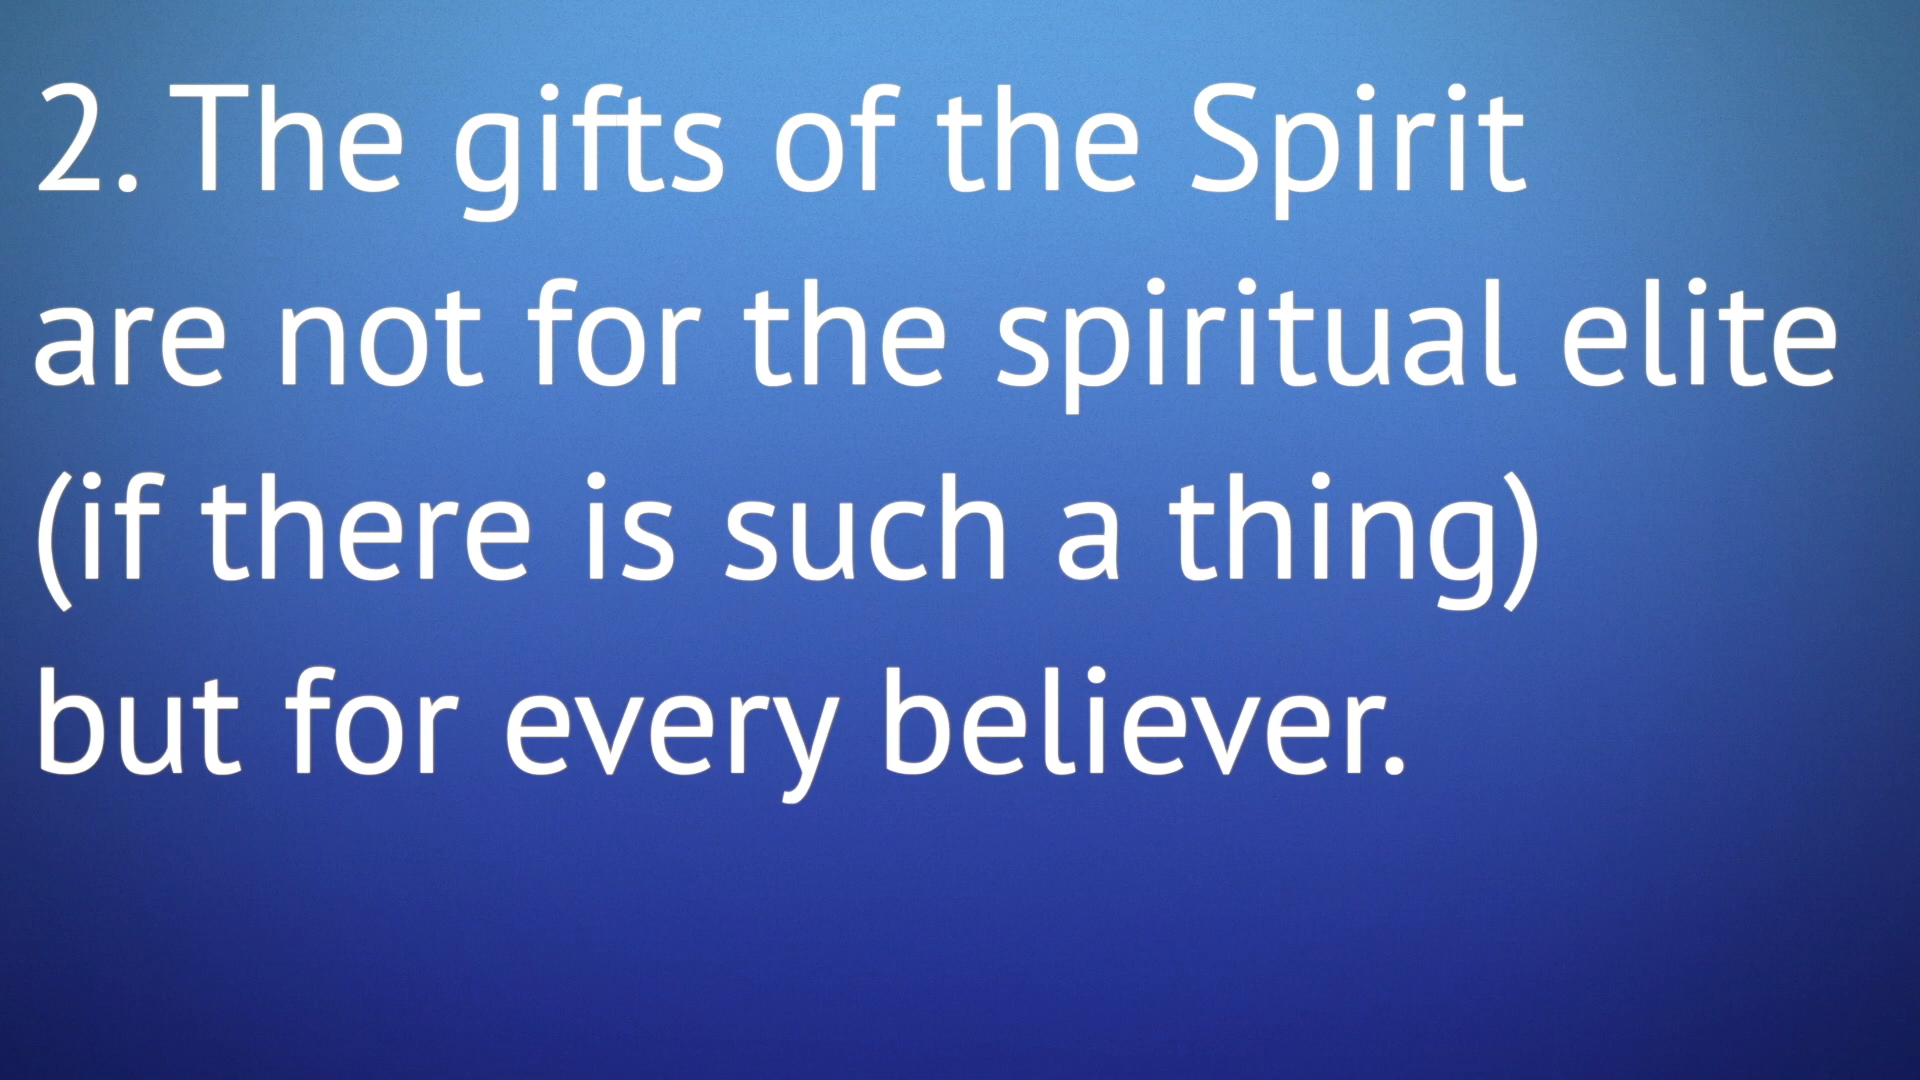 2. The gifts of the Spirit
are not for the spiritual elite
(if there is such a thing)
but for every believer.